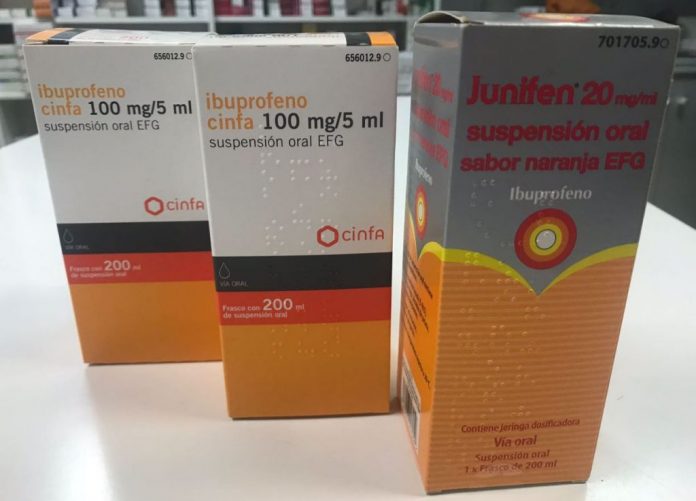 656012.9
ibuprofeno
cinfa 100 mg/5 ml
suspensión oral EFG
cinfa
VÍA ORAL
Frasco con 200 ml
de suspensión oral
656012.9
ibuprofeno
cinfa 100 mg/5 ml
suspensión oral EFG
cinfa
VÍA ORAL
Frasco con 200 ml
de suspensión oral
701705.9
Junifen® 20 mg/ml
suspensión oral
sabor naranja EFG
Ibuprofeno
Contiene jeringa dosificadora
Vía oral
Suspensión oral
1 x Frasco de 200 ml